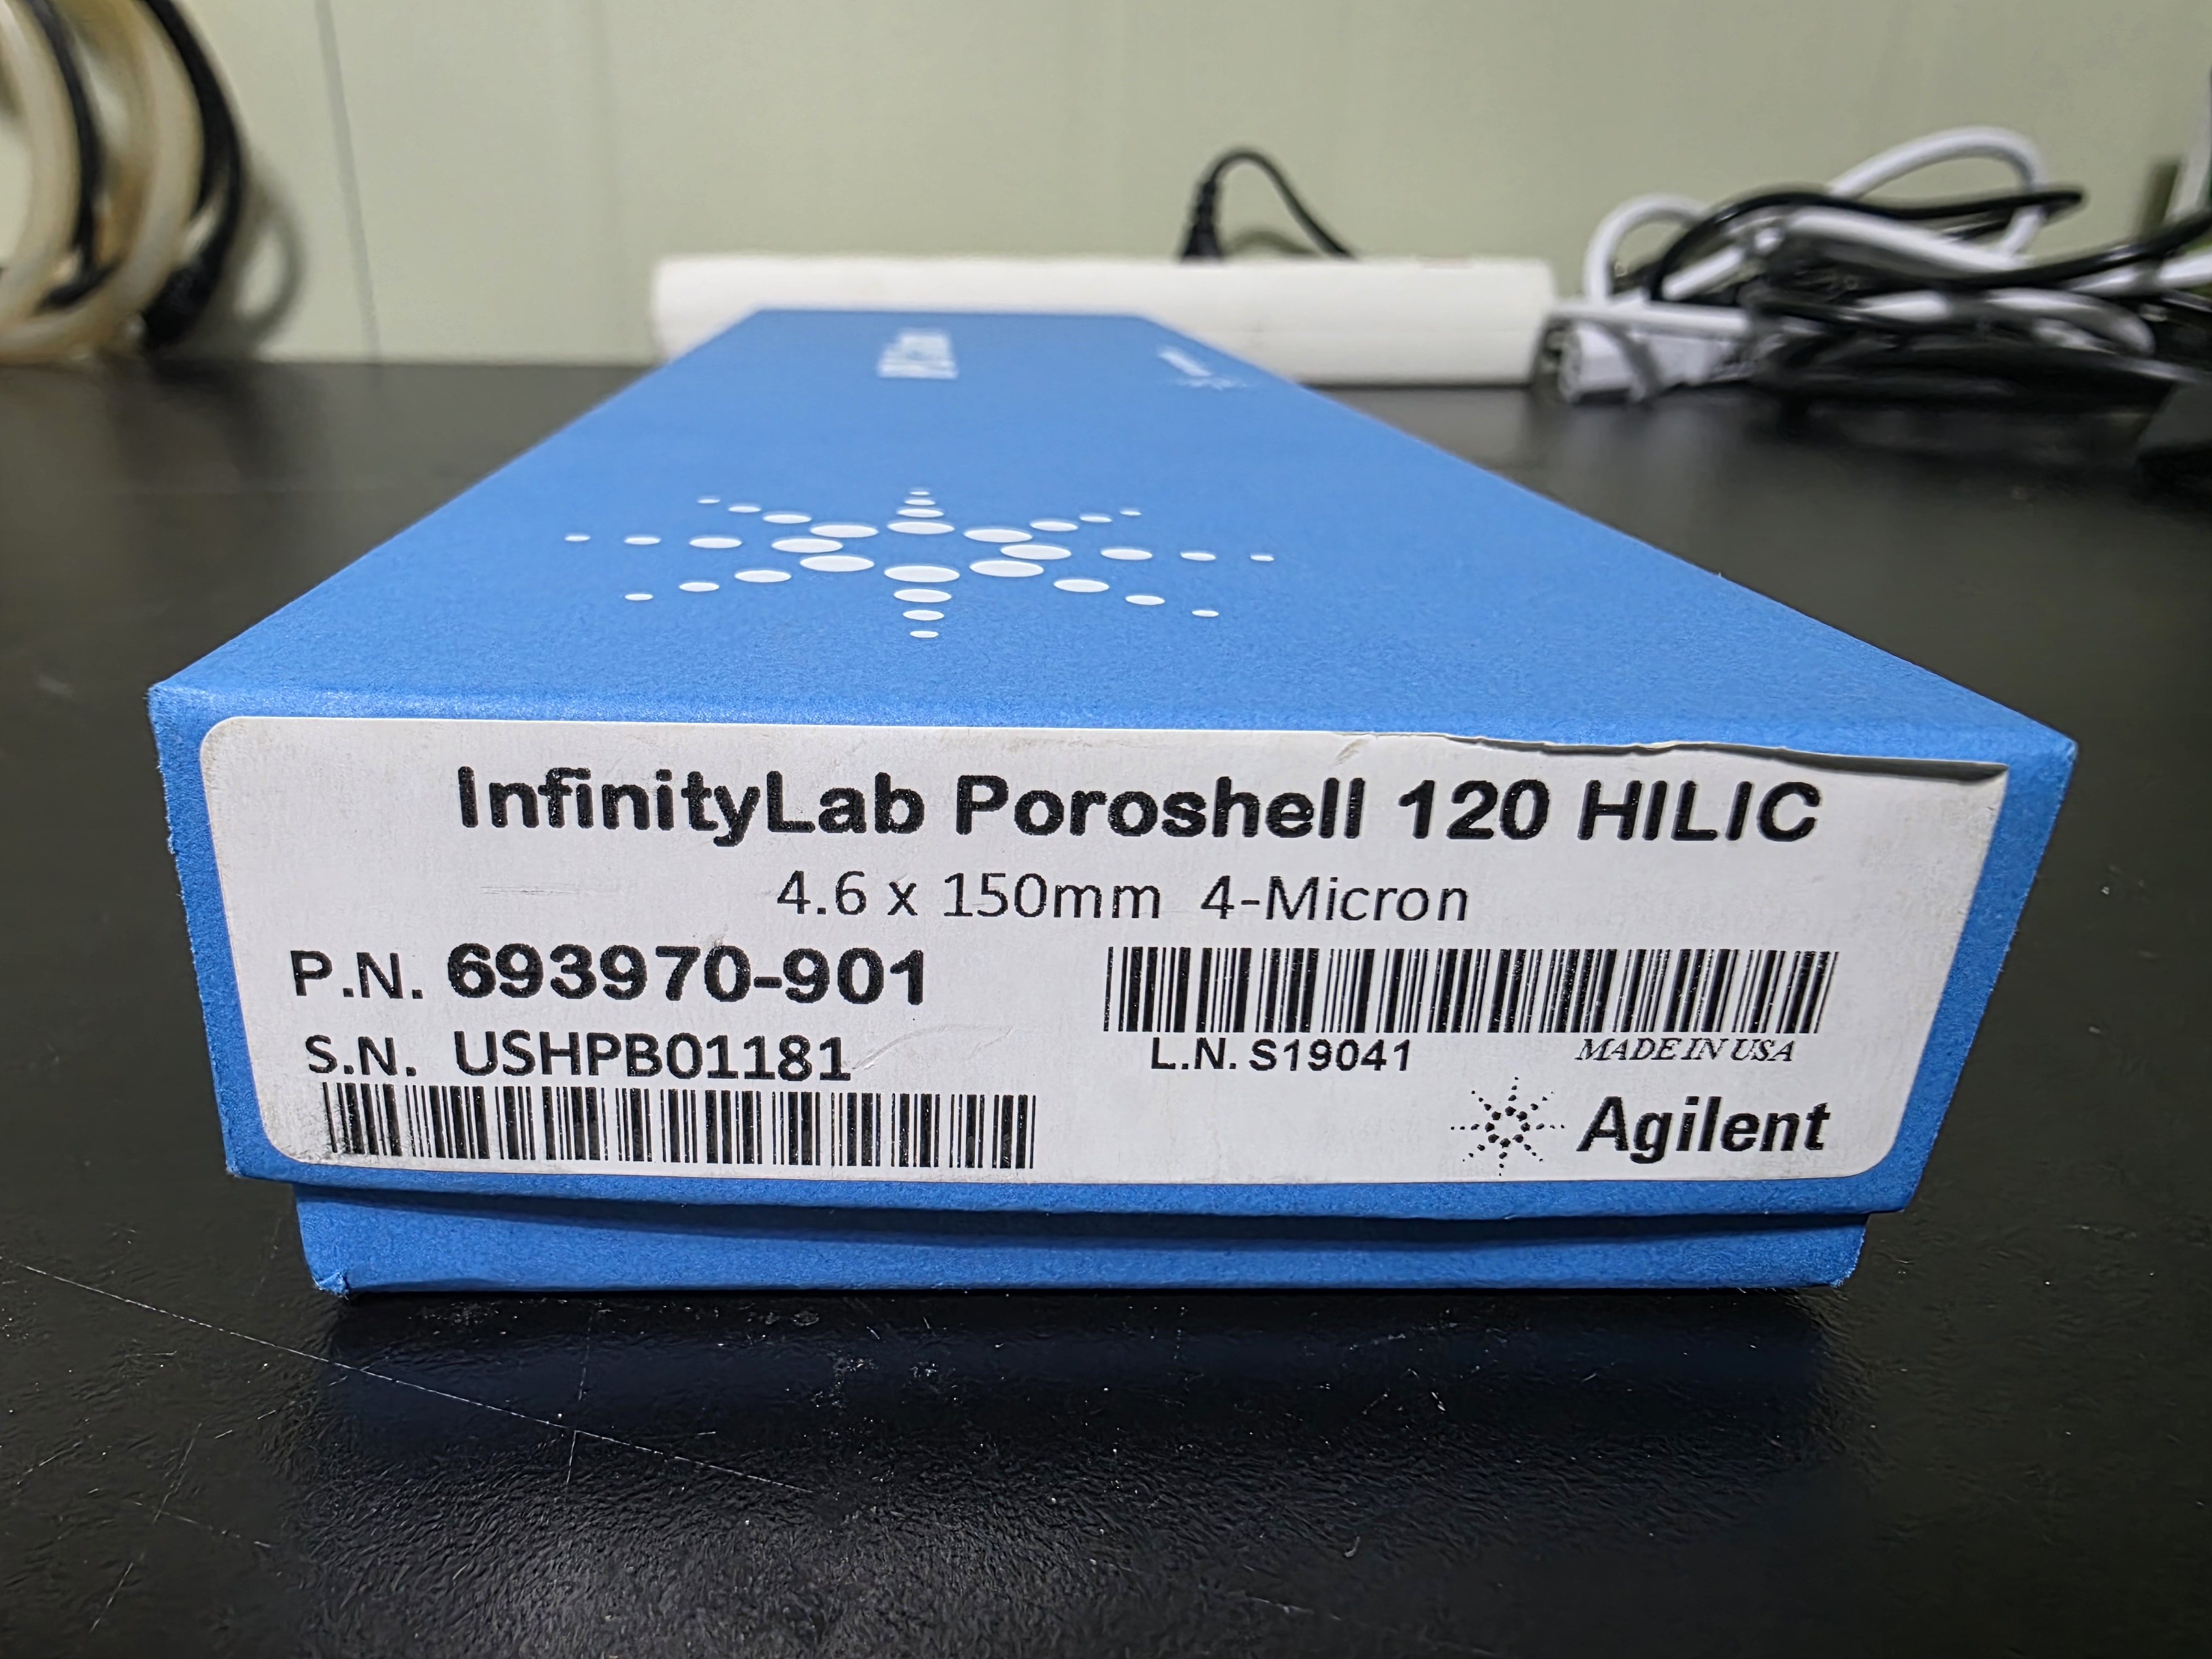 InfinityLab Poroshell 120 HILIC
4.6 x 150mm 4-Micron
P.N. 693970-901
S.N. USHPB01181
L.N. S19041
MADE IN USA
Agilent